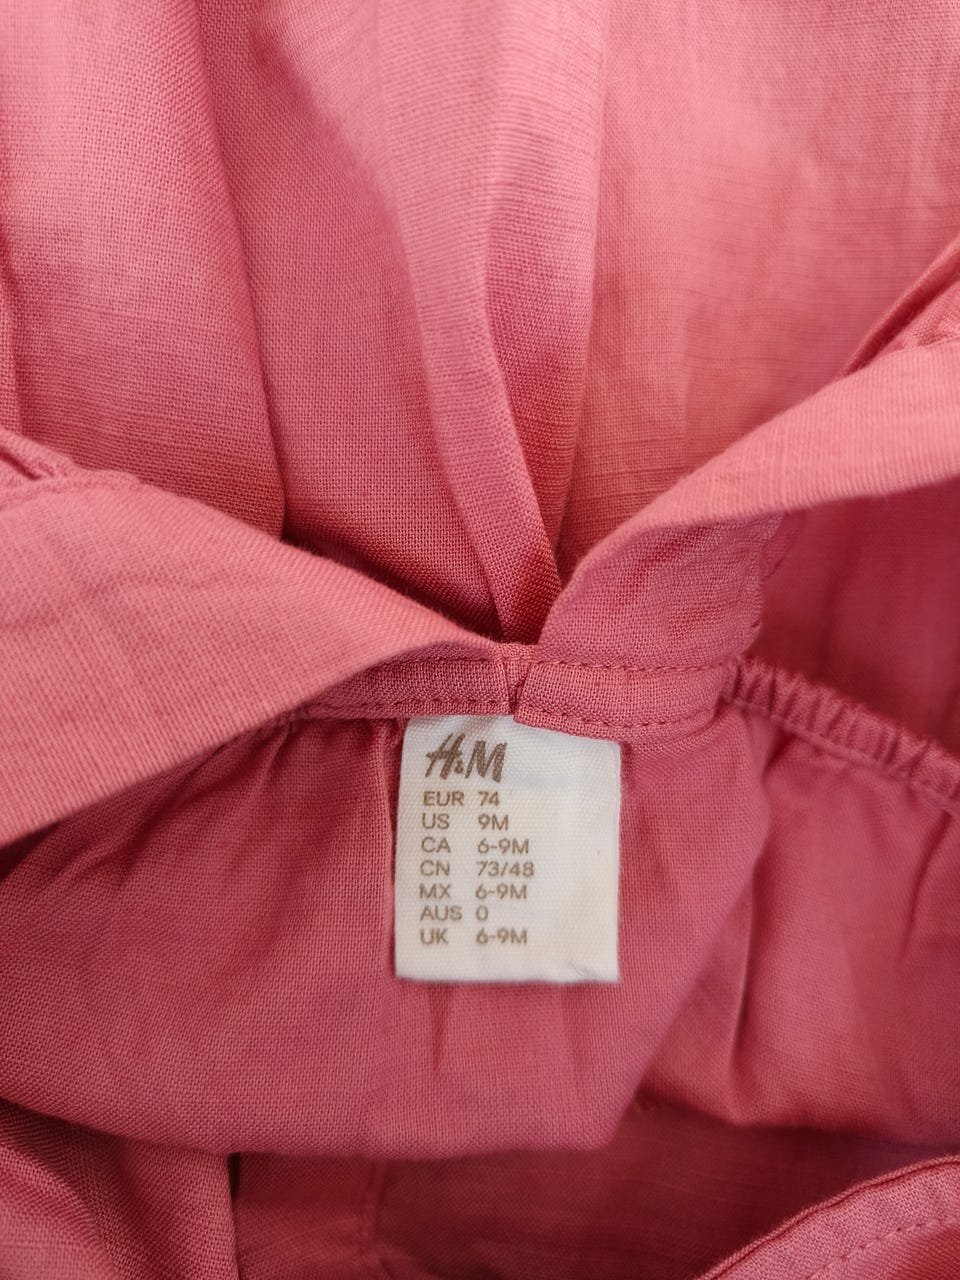 H&M
EUR 74
US 9M
CA 6-9M
CN 73/48
MX 6-9M
AUS 0
UK 6-9M